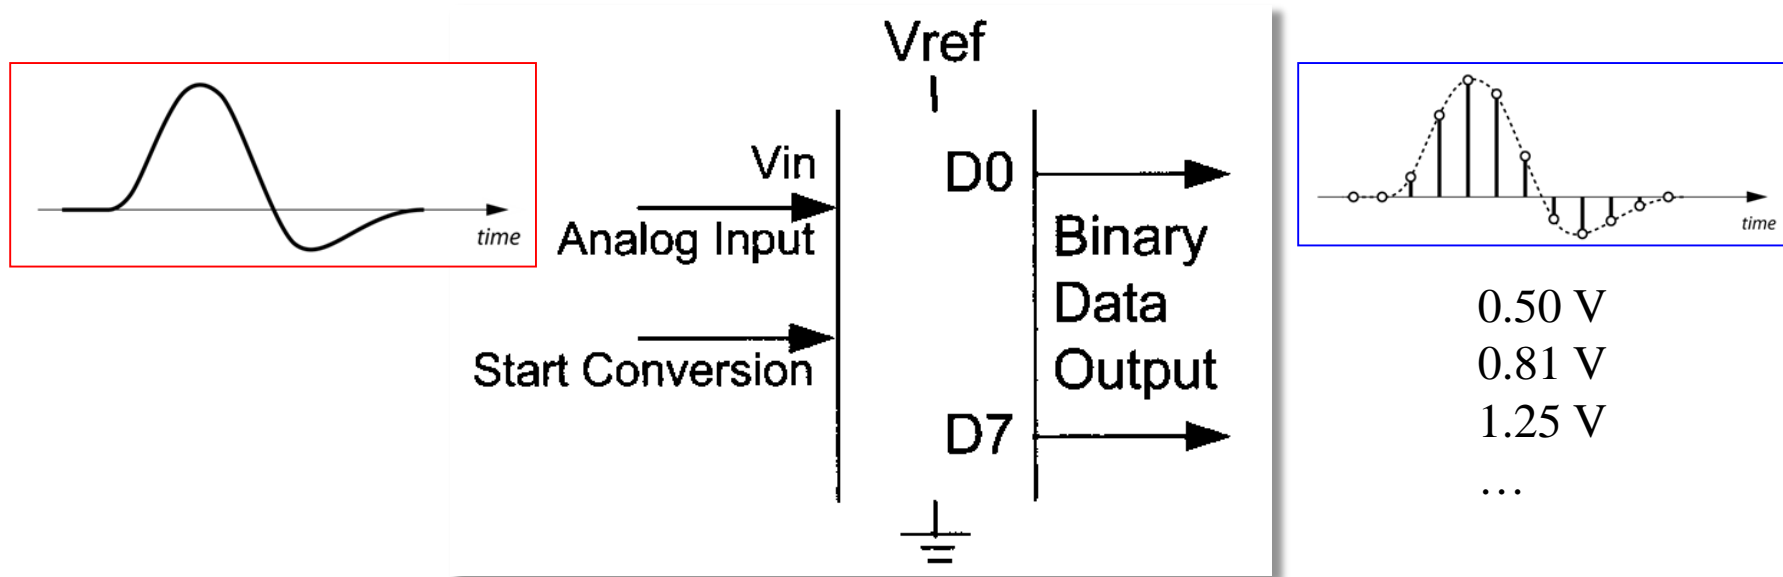 time
Vref
Vin
Analog Input
Start Conversion
D0
Binary
Data
Output
D7
time
0.50 V
0.81 V
1.25 V
…